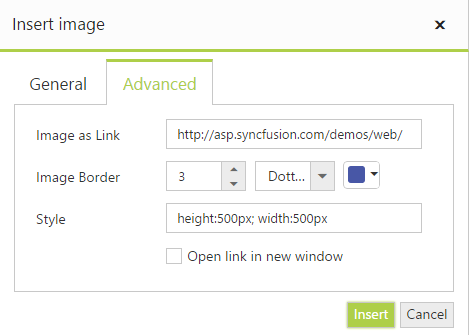 Insert image
General Advanced
Image as Link http://asp.syncfusion.com/demos/web/
Image Border 3 Dott...
Style height:500px; width:500px
Open link in new window
Insert Cancel